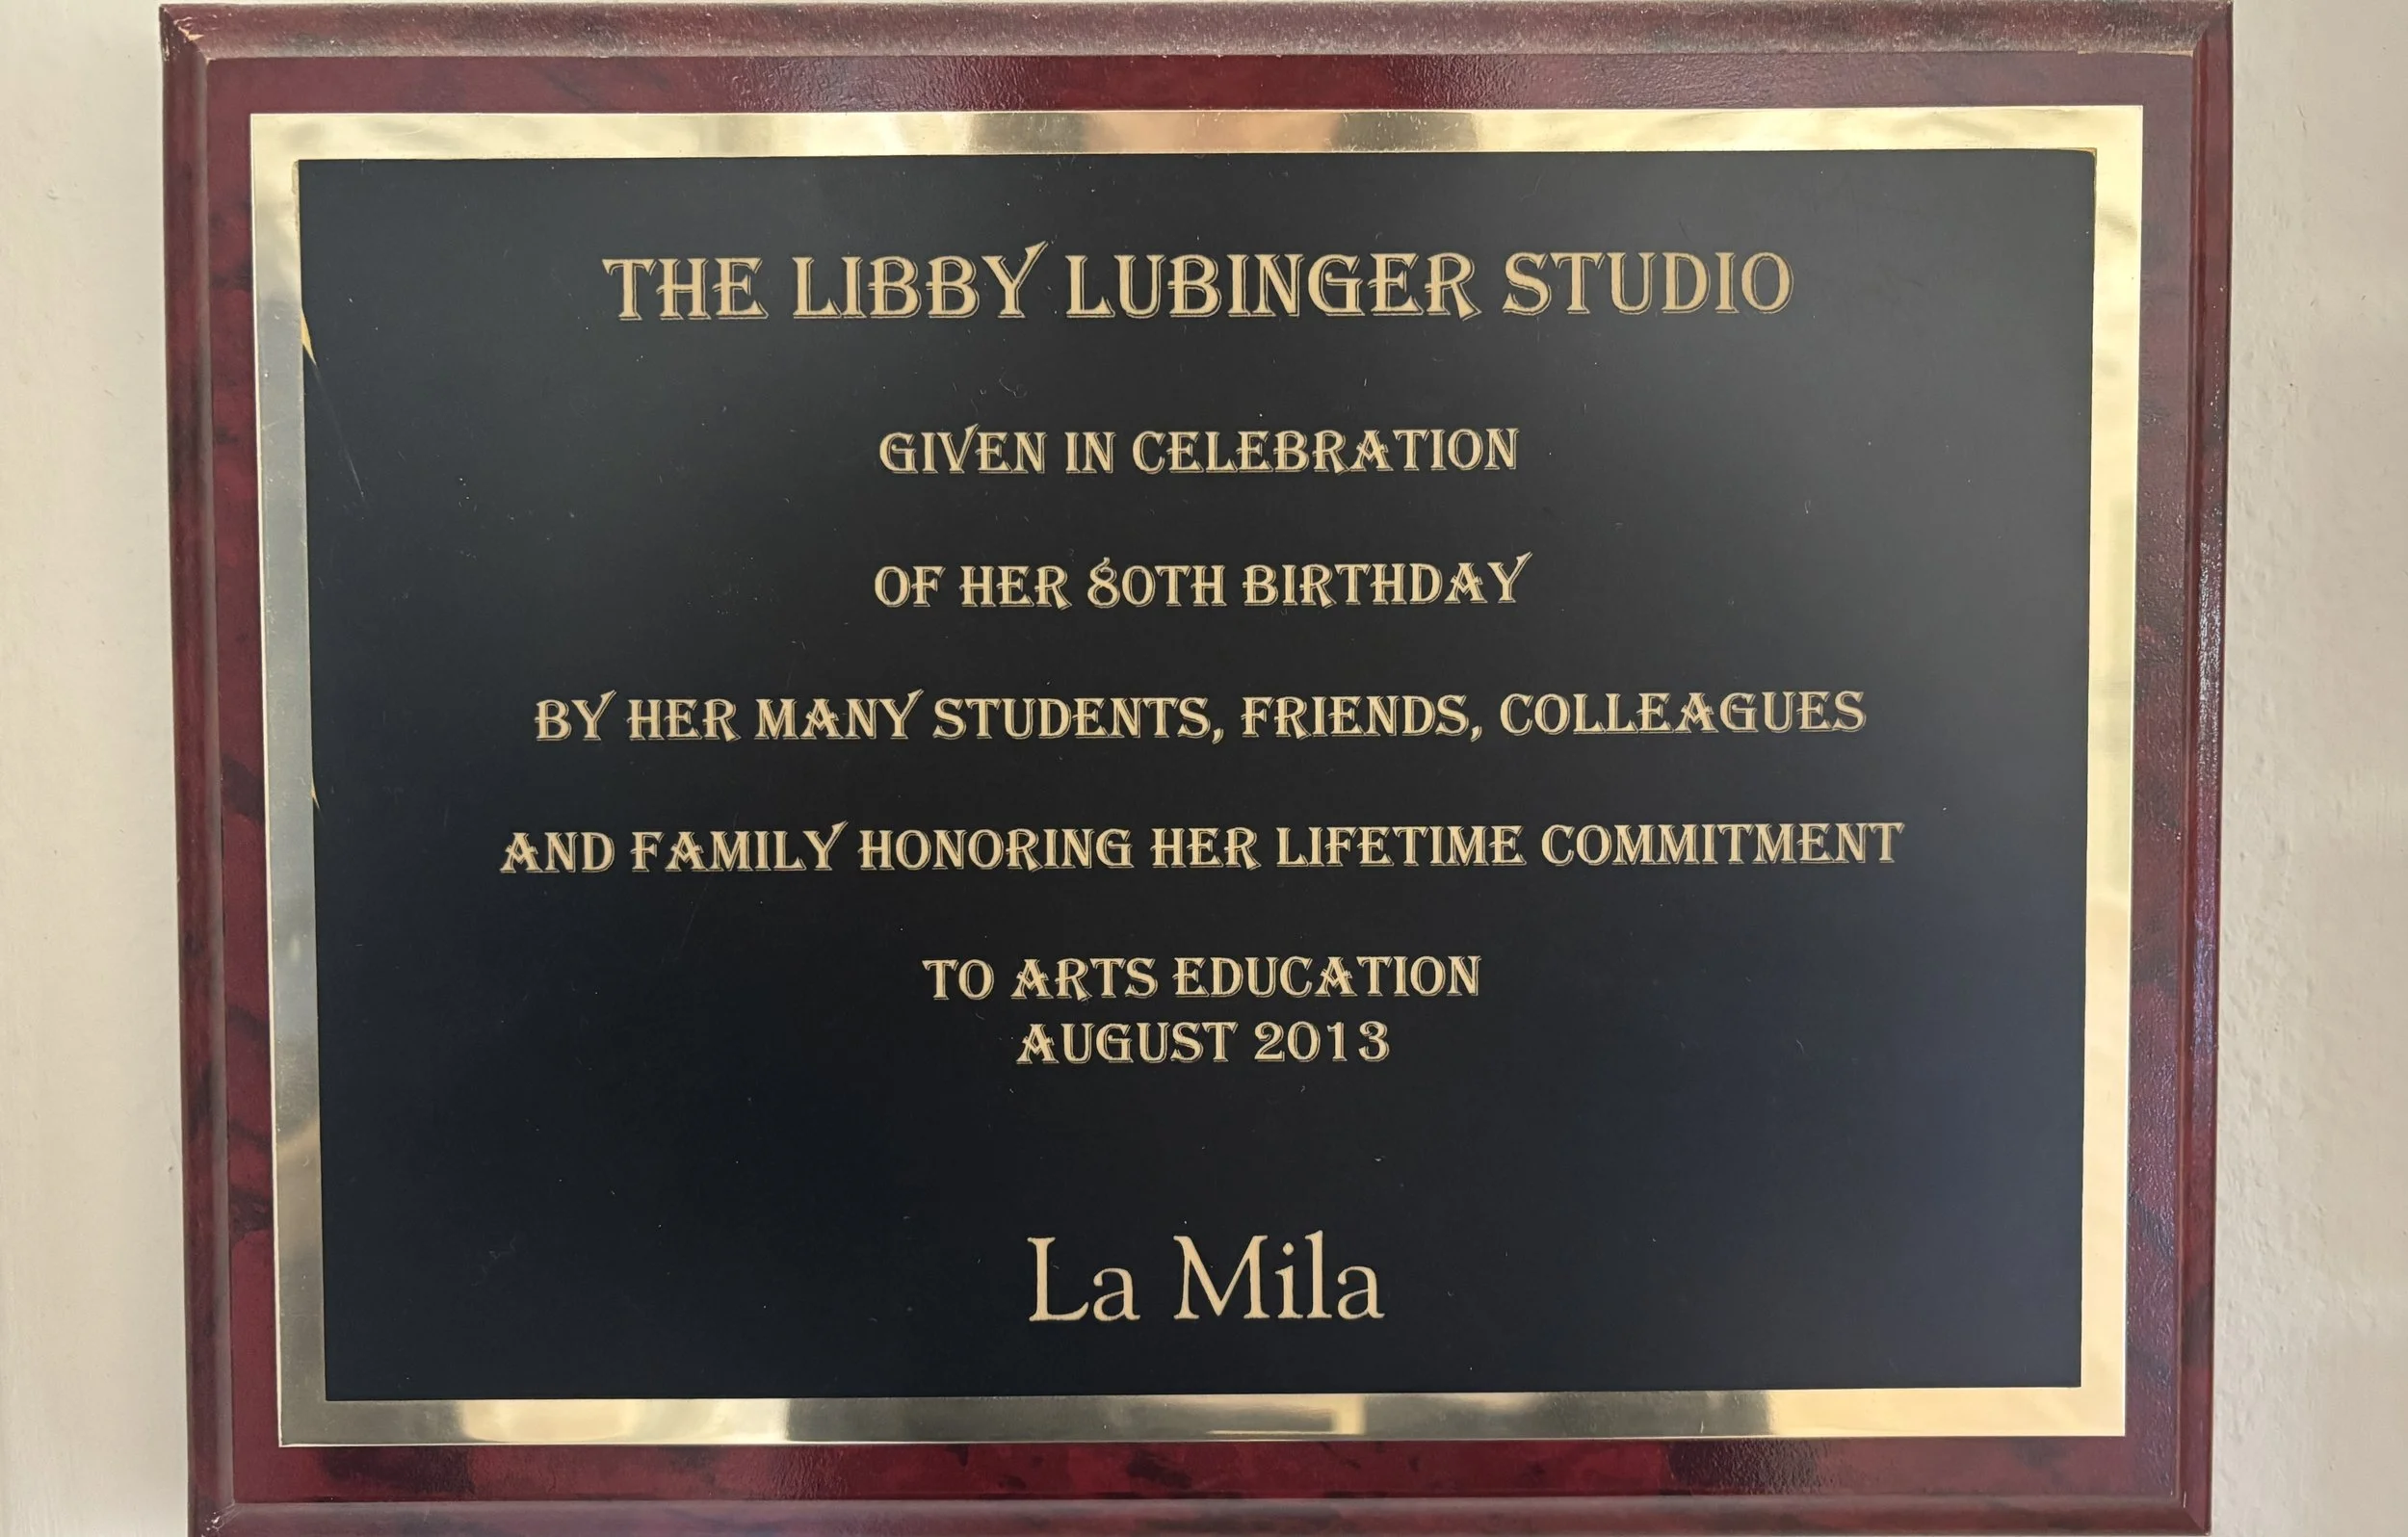 THE LIBBY LUBINGER STUDIO
GIVEN IN CELEBRATION
OF HER 80TH BIRTHDAY
BY HER MANY STUDENTS, FRIENDS, COLLEAGUES
AND FAMILY HONORING HER LIFETIME COMMITMENT
TO ARTS EDUCATION
AUGUST 2013
La Mila